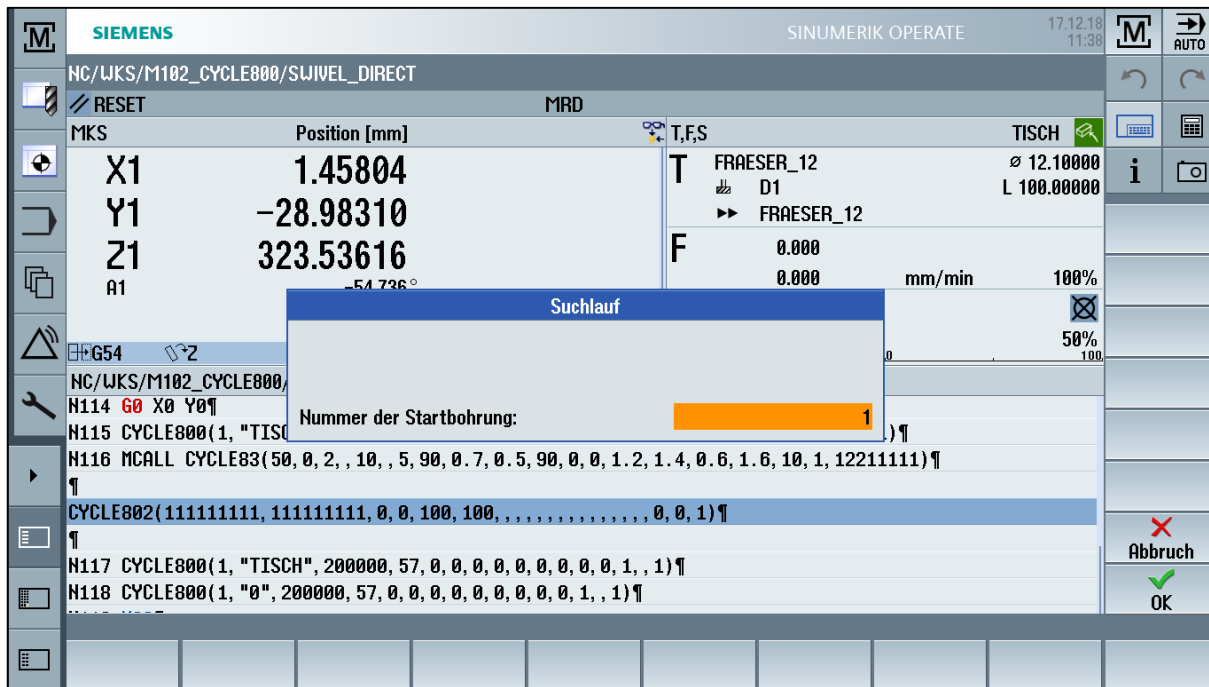 M SIEMENS SINUMERIK OPERATE 17.12.18 11:38 M AUTO
NC/WKS/M102_CYCLE800/SWIVEL_DIRECT
// RESET MRD
MKS Position [mm] T,F,S TISCH
X1 1.45804 T FRAESER_12 ø 12.10000
D1 L 100.00000
Y1 -28.98310 ►► FRAESER_12
Z1 323.53616 F 0.000
A1 -54.736° 0.000 mm/min 100%
Suchlauf
50%
G54 Z 0 100
NC/WKS/M102_CYCLE800/
N114 G0 X0 Y0¶
Nummer der Startbohrung: 1
N115 CYCLE800(1,"TISC )¶
N116 MCALL CYCLE83(50,0,2,,10,,5,90,0.7,0.5,90,0,0,1.2,1.4,0.6,1.6,10,1,12211111)¶
¶
CYCLE802(111111111,111111111,0,0,100,100,,,,,,,,,,,,,,,0,0,1)¶
¶
N117 CYCLE800(1,"TISCH",200000,57,0,0,0,0,0,0,0,0,0,1,,1)¶
N118 CYCLE800(1,"0",200000,57,0,0,0,0,0,0,0,0,0,1,,1)¶
Abbruch
OK
i